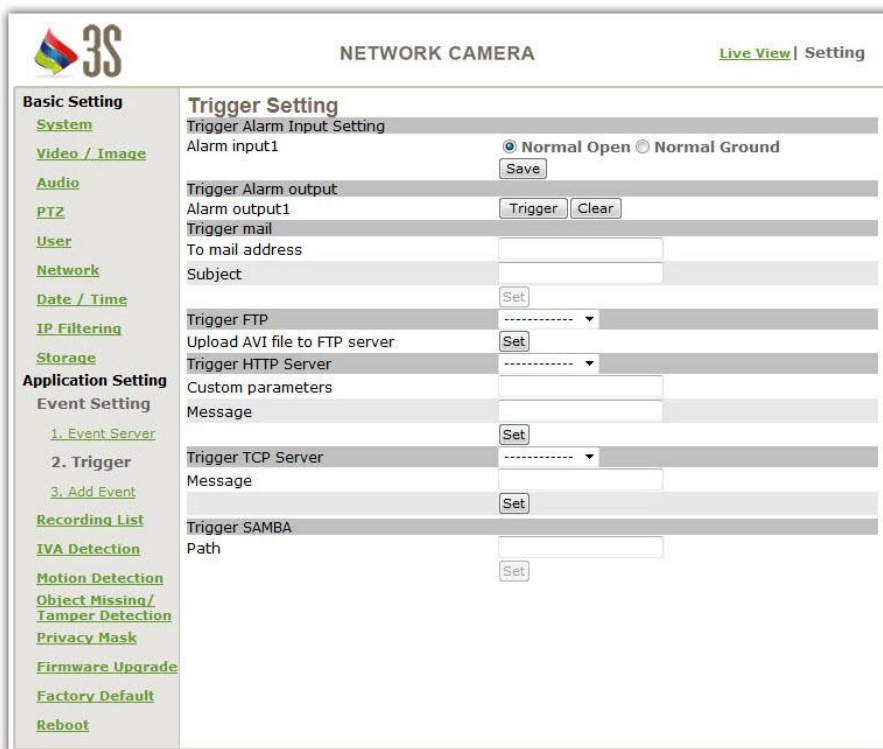 3S
NETWORK CAMERA
Live View | Setting
Basic Setting
System
Video / Image
Audio
PTZ
User
Network
Date / Time
IP Filtering
Storage
Application Setting
Event Setting
1. Event Server
2. Trigger
3. Add Event
Recording List
IVA Detection
Motion Detection
Object Missing/
Tamper Detection
Privacy Mask
Firmware Upgrade
Factory Default
Reboot
Trigger Setting
Trigger Alarm Input Setting
Alarm input1 Normal Open Normal Ground
Save
Trigger Alarm output
Alarm output1 Trigger Clear
Trigger mail
To mail address
Subject
Set
Trigger FTP ------------
Upload AVI file to FTP server Set
Trigger HTTP Server ------------
Custom parameters
Message
Set
Trigger TCP Server ------------
Message
Set
Trigger SAMBA
Path
Set